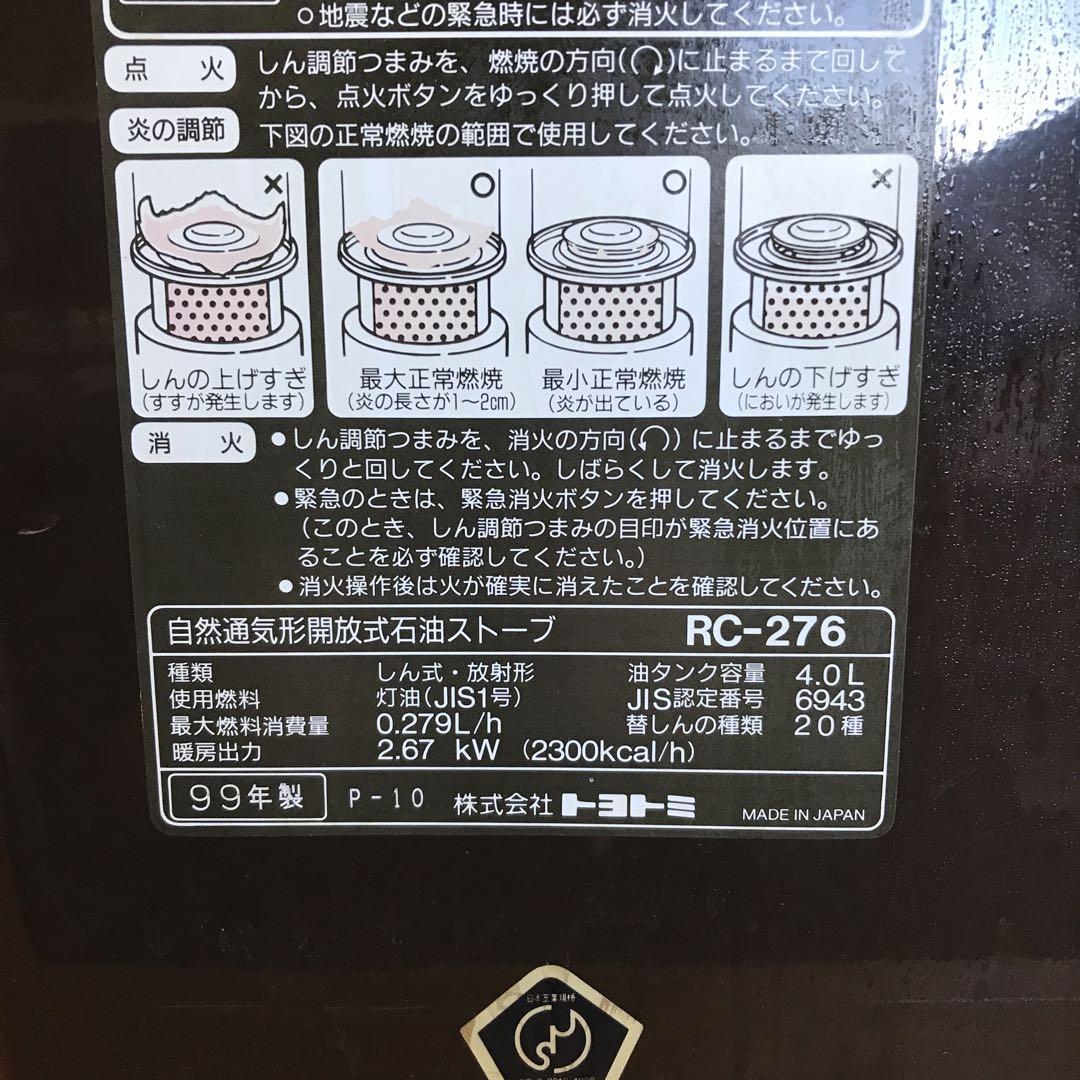 ○地震などの緊急時には必ず消火してください。
点 火
しん調節つまみを、燃焼の方向(↷)に止まるまで回して
から、点火ボタンをゆっくり押して点火してください。
炎の調節
下図の正常燃焼の範囲で使用してください。
× ○ ○ ×
しんの上げすぎ
(すすが発生します)
最大正常燃焼
(炎の長さが1〜2cm)
最小正常燃焼
(炎が出ている)
しんの下げすぎ
(においが発生します)
消 火
●しん調節つまみを、消火の方向(↶)に止まるまでゆっ
くりと回してください。しばらくして消火します。
●緊急のときは、緊急消火ボタンを押してください。
(このとき、しん調節つまみの目印が緊急消火位置にあ
ることを必ず確認してください。)
●消火操作後は火が確実に消えたことを確認してください。
自然通気形開放式石油ストーブ RC-276
種類 しん式・放射形 油タンク容量 4.0L
使用燃料 灯油(JIS1号) JIS認定番号 6943
最大燃料消費量 0.279L/h 替しんの種類 20種
暖房出力 2.67 kW (2300kcal/h)
99年製 P-10 株式会社 トヨトミ MADE IN JAPAN
日本工業規格